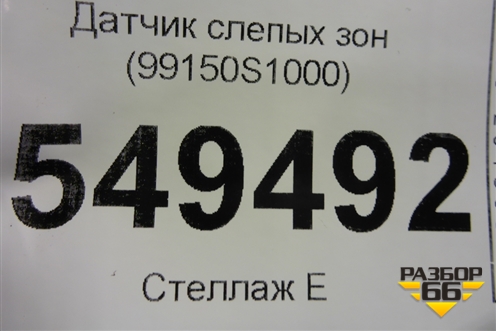 Датчик слепых зон
(99150S1000)
549492
Стеллаж Е
РАЗБОР
66